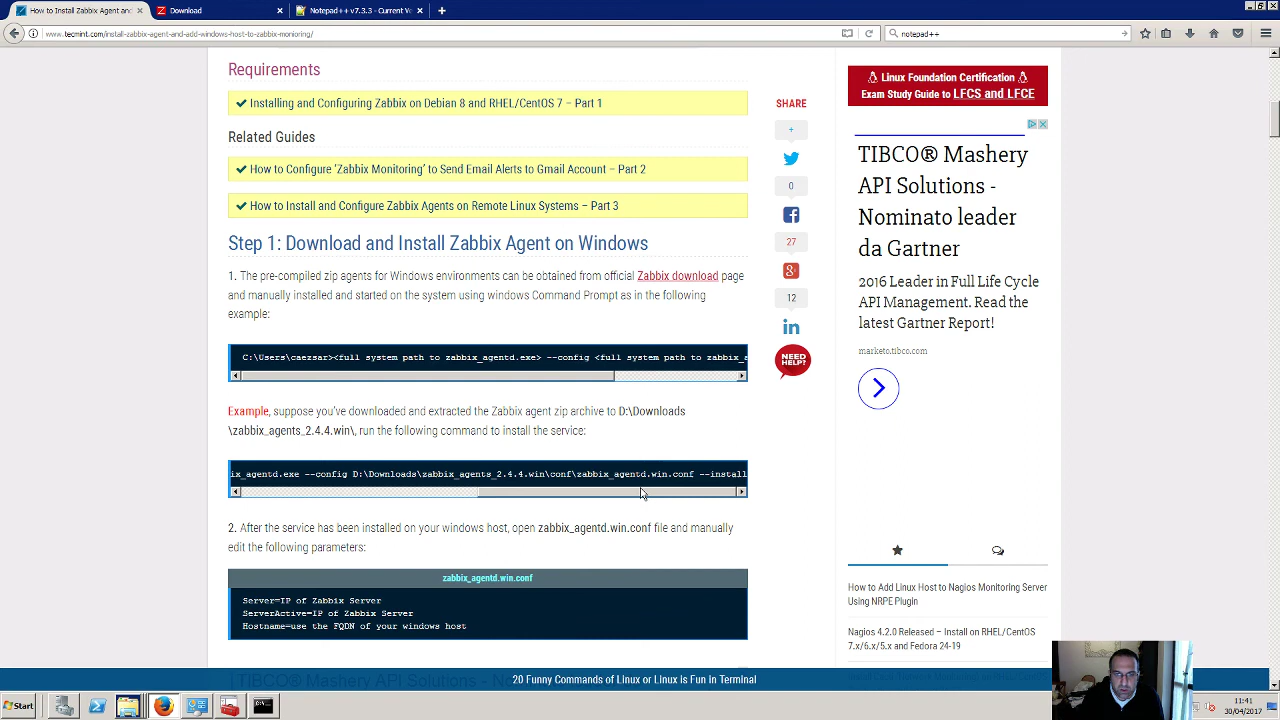 How to Install Zabbix Agent and
Download
Notepad++ v7.3.3 - Current Ve
www.tecmint.com/install-zabbix-agent-and-add-windows-host-to-zabbix-monitoring/
notepad++
Requirements
Installing and Configuring Zabbix on Debian 8 and RHEL/CentOS 7 – Part 1
Related Guides
How to Configure ‘Zabbix Monitoring’ to Send Email Alerts to Gmail Account – Part 2
How to Install and Configure Zabbix Agents on Remote Linux Systems – Part 3
Step 1: Download and Install Zabbix Agent on Windows
1. The pre-compiled zip agents for Windows environments can be obtained from official Zabbix download page
and manually installed and started on the system using windows Command Prompt as in the following
example:
C:\Users\caezsar><full system path to zabbix_agentd.exe> --config <full system path to zabbix_a
Example, suppose you’ve downloaded and extracted the Zabbix agent zip archive to D:\Downloads
\zabbix_agents_2.4.4.win\, run the following command to install the service:
ix_agentd.exe --config D:\Downloads\zabbix_agents_2.4.4.win\conf\zabbix_agentd.win.conf --install
2. After the service has been installed on your windows host, open zabbix_agentd.win.conf file and manually
edit the following parameters:
zabbix_agentd.win.conf
Server=IP of Zabbix Server
ServerActive=IP of Zabbix Server
Hostname=use the FQDN of your windows host
SHARE
+
0
27
12
NEED
HELP?
Linux Foundation Certification
Exam Study Guide to LFCS and LFCE
TIBCO® Mashery
API Solutions -
Nominato leader
da Gartner
2016 Leader in Full Life Cycle
API Management. Read the
latest Gartner Report!
marketo.tibco.com
How to Add Linux Host to Nagios Monitoring Server
Using NRPE Plugin
Nagios 4.2.0 Released – Install on RHEL/CentOS
7.x/6.x/5.x and Fedora 24-19
TIBCO® Mashery API Solutions - No
20 Funny Commands of Linux or Linux is Fun in Terminal
Start
11:41
30/04/2017